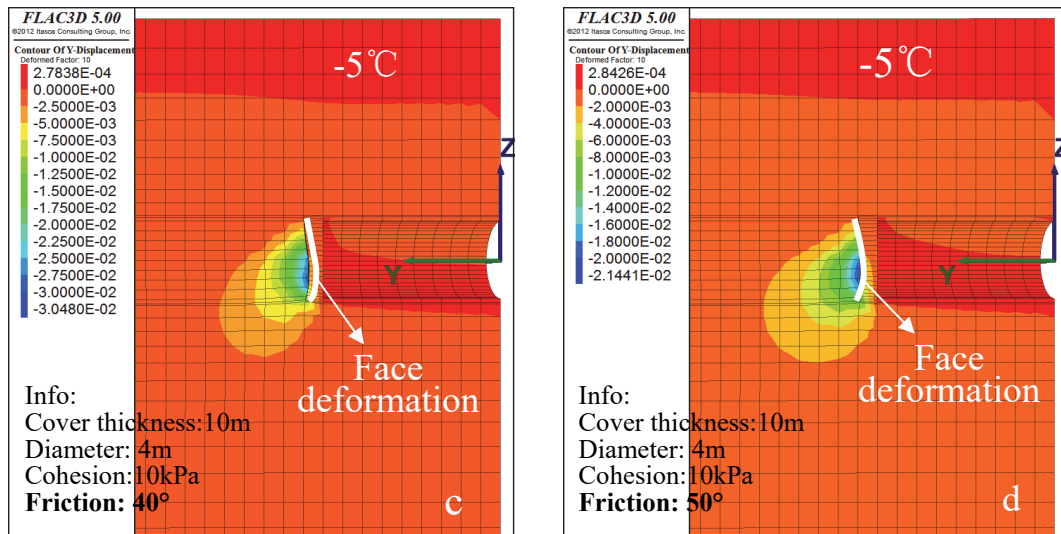 FLAC3D 5.00
©2012 Itasca Consulting Group, Inc.
Contour Of Y-Displacement
Deformed Factor: 10
2.7838E-04
0.0000E+00
-2.5000E-03
-5.0000E-03
-7.5000E-03
-1.0000E-02
-1.2500E-02
-1.5000E-02
-1.7500E-02
-2.0000E-02
-2.2500E-02
-2.5000E-02
-2.7500E-02
-3.0000E-02
-3.0480E-02
-5℃
Z
Y
Face
deformation
Info:
Cover thickness:10m
Diameter: 4m
Cohesion:10kPa
Friction: 40°
c
FLAC3D 5.00
©2012 Itasca Consulting Group, Inc.
Contour Of Y-Displacement
Deformed Factor: 10
2.8426E-04
0.0000E+00
-2.0000E-03
-4.0000E-03
-6.0000E-03
-8.0000E-03
-1.0000E-02
-1.2000E-02
-1.4000E-02
-1.6000E-02
-1.8000E-02
-2.0000E-02
-2.1441E-02
-5℃
Z
Y
Face
deformation
Info:
Cover thickness:10m
Diameter: 4m
Cohesion:10kPa
Friction: 50°
d